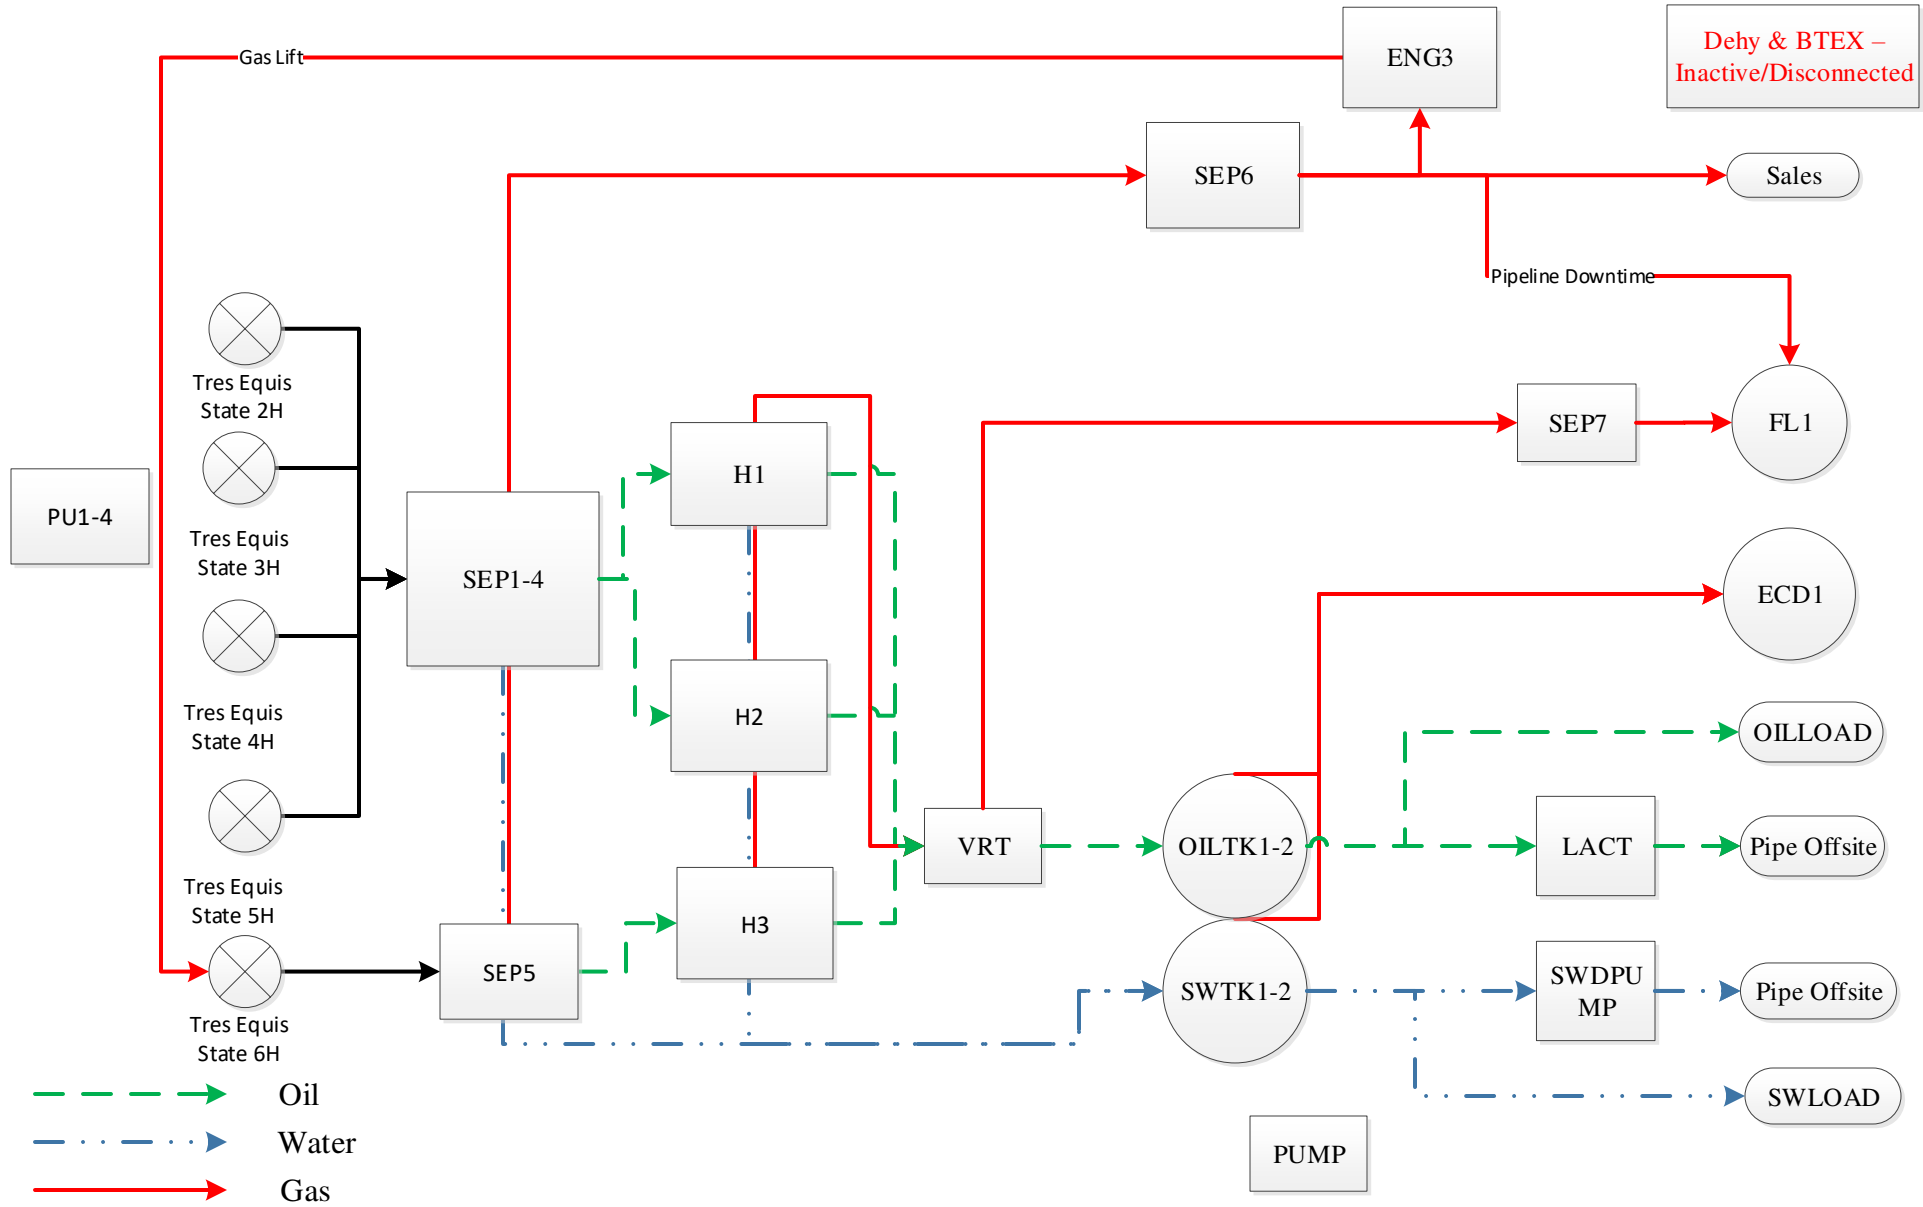 Gas Lift
ENG3
Dehy & BTEX –
Inactive/Disconnected
SEP6
Sales
Pipeline Downtime
Tres Equis
State 2H
H1
SEP7
FL1
PU1-4
Tres Equis
State 3H
SEP1-4
ECD1
Tres Equis
State 4H
H2
OILLOAD
VRT
OILTK1-2
LACT
Pipe Offsite
Tres Equis
State 5H
H3
SEP5
SWTK1-2
SWDPU
MP
Pipe Offsite
Tres Equis
State 6H
SWLOAD
Oil
Water
PUMP
Gas